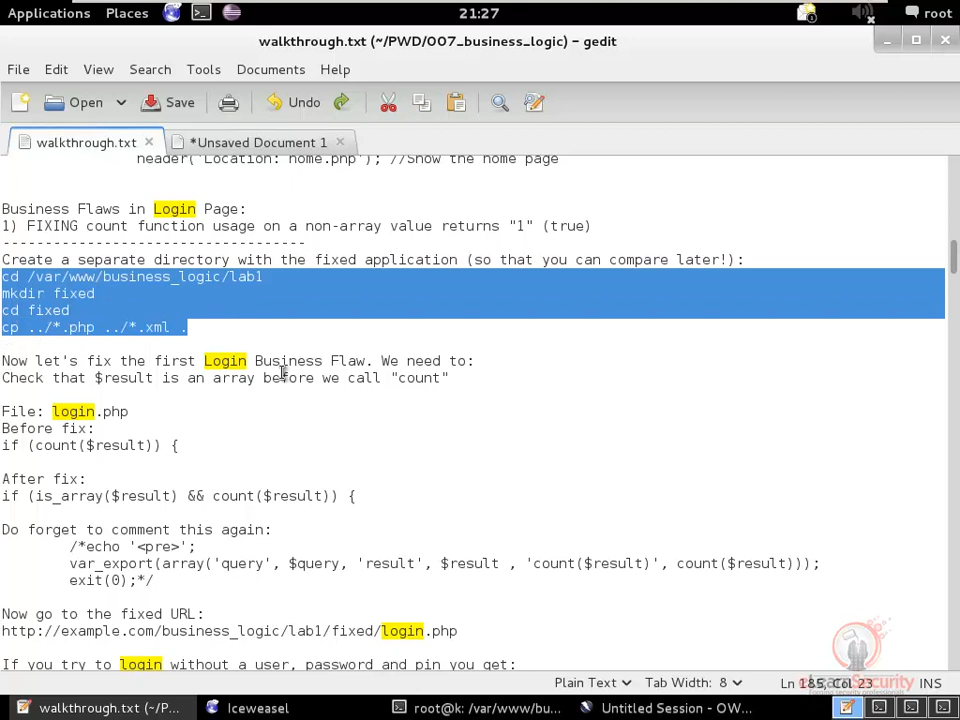 Applications Places 21:27 root
walkthrough.txt (~/PWD/007_business_logic) - gedit
File Edit View Search Tools Documents Help
Open Save Undo
walkthrough.txt *Unsaved Document 1
header('Location: home.php'); //Show the home page
Business Flaws in Login Page:
1) FIXING count function usage on a non-array value returns "1" (true)
------------------------------------
Create a separate directory with the fixed application (so that you can compare later!):
cd /var/www/business_logic/lab1
mkdir fixed
cd fixed
cp ../*.php ../*.xml .
Now let's fix the first Login Business Flaw. We need to:
Check that $result is an array before we call "count"
File: login.php
Before fix:
if (count($result)) {
After fix:
if (is_array($result) && count($result)) {
Do forget to comment this again:
/*echo '<pre>';
var_export(array('query', $query, 'result', $result , 'count($result)', count($result)));
exit(0);*/
Now go to the fixed URL:
http://example.com/business_logic/lab1/fixed/login.php
If you try to login without a user, password and pin you get:
Plain Text Tab Width: 8 Ln 185, Col 23 INS
eLearnSecurity
walkthrough.txt (~/P... Iceweasel root@k: /var/www/bu... Untitled Session - OW...